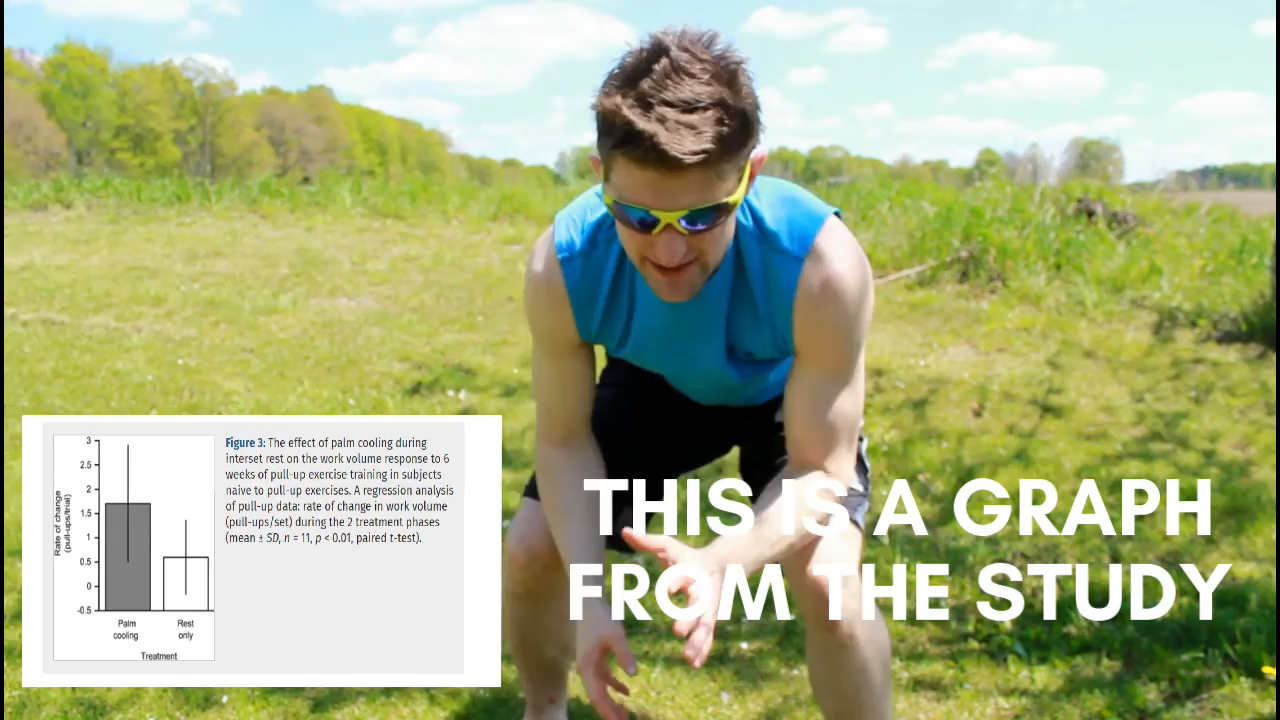 THIS IS A GRAPH
FROM THE STUDY
Figure 3: The effect of palm cooling during
interset rest on the work volume response to 6
weeks of pull-up exercise training in subjects
naive to pull-up exercises. A regression analysis
of pull-up data: rate of change in work volume
(pull-ups/set) during the 2 treatment phases
(mean ± SD, n = 11, p < 0.01, paired t-test).
Rate of change
(pull-ups/trial)
3
2.5
2
1.5
1
0.5
0
-0.5
Palm
cooling
Rest
only
Treatment